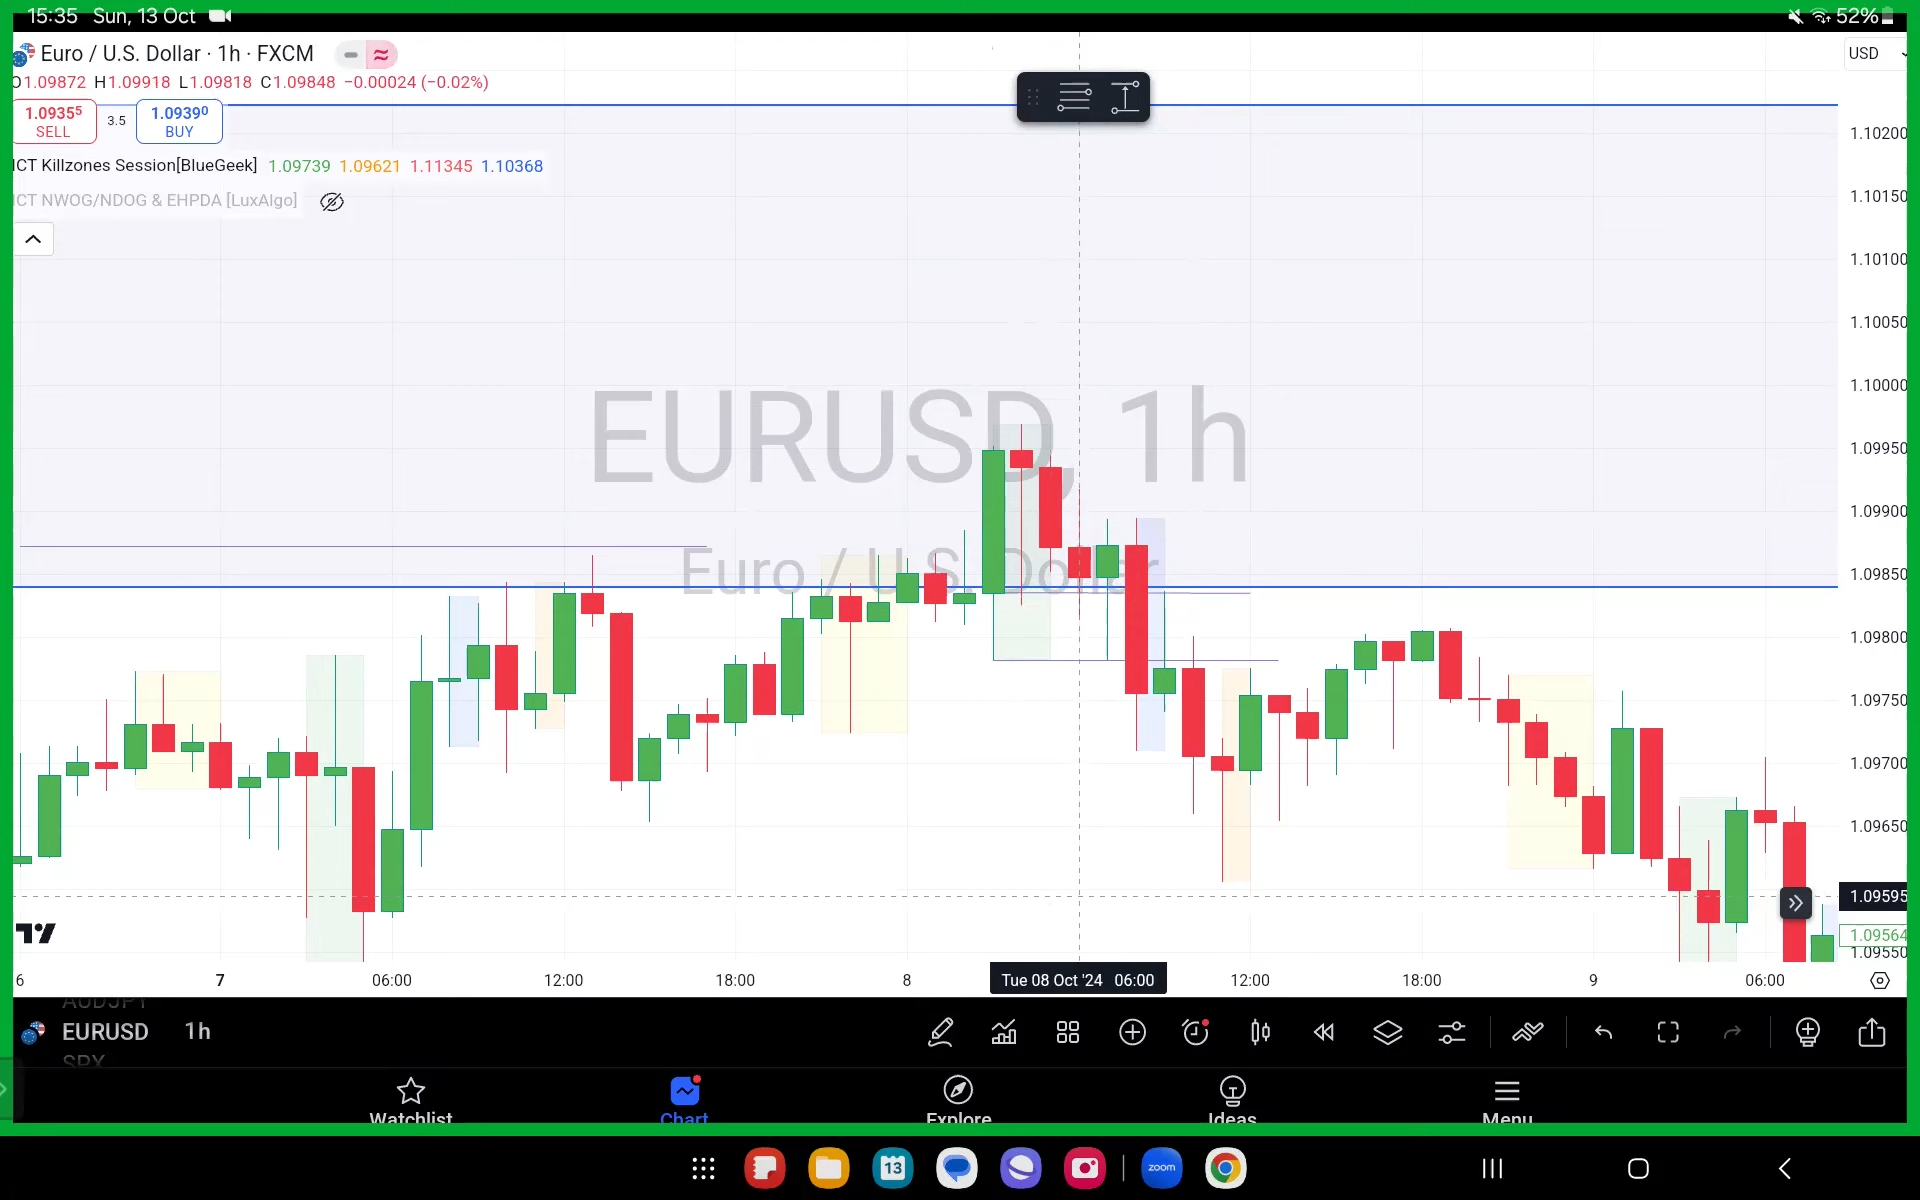 15:35 Sun, 13 Oct
52%
Euro / U.S. Dollar · 1h · FXCM
USD
O1.09872 H1.09918 L1.09818 C1.09848 −0.00024 (−0.02%)
1.09355
SELL
3.5
1.09390
BUY
ICT Killzones Session[BlueGeek] 1.09739 1.09621 1.11345 1.10368
ICT NWOG/NDOG & EHPDA [LuxAlgo]
EURUSD, 1h
Euro / U.S. Dollar
1.10200
1.10150
1.10100
1.10050
1.10000
1.09950
1.09900
1.09850
1.09800
1.09750
1.09700
1.09650
1.09595
1.09564
1.09550
6 7 06:00 12:00 18:00 8 Tue 08 Oct '24 06:00 12:00 18:00 9 06:00
AUDJPY
EURUSD 1h
SPX
Watchlist Chart Explore Ideas Menu
13
zoom